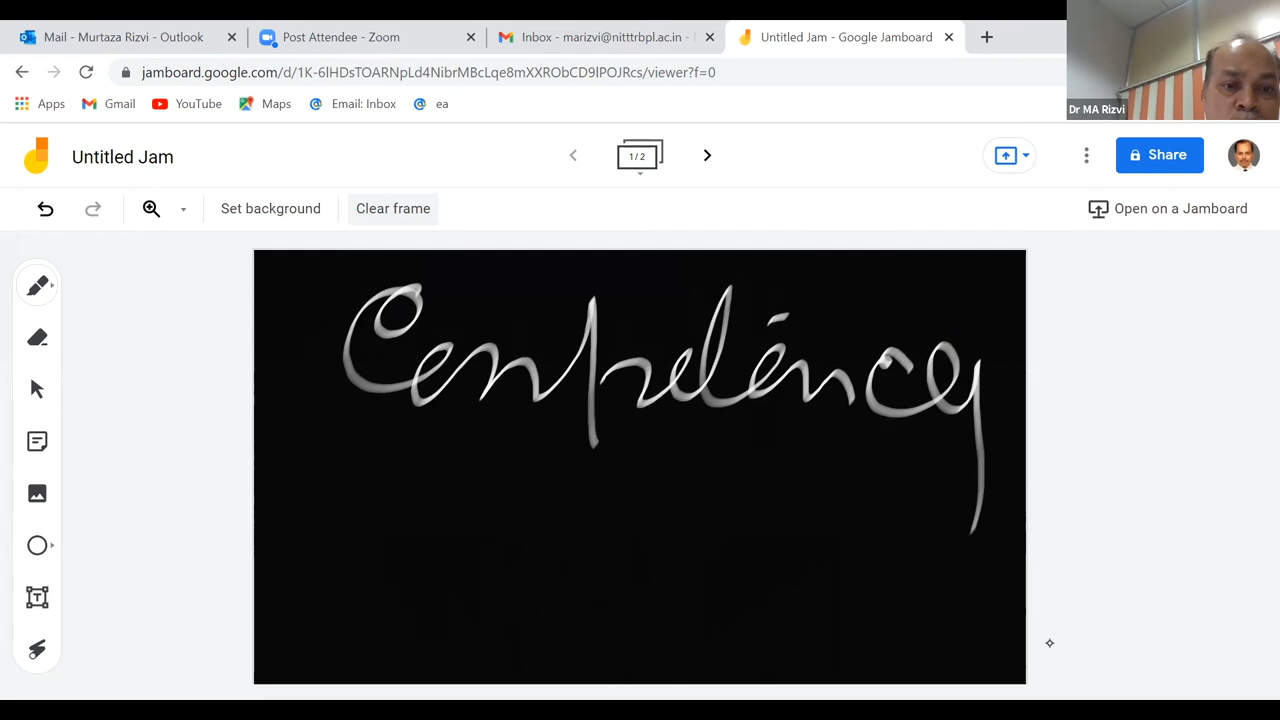 Mail - Murtaza Rizvi - Outlook
Post Attendee - Zoom
Inbox - marizvi@nitttrbpl.ac.in -
Untitled Jam - Google Jamboard
jamboard.google.com/d/1K-6lHDsTOARNpLd4NibrMBcLqe8mXXRObCD9lPOJRcs/viewer?f=0
Apps Gmail YouTube Maps Email: Inbox ea
Dr MA Rizvi
Untitled Jam
1/2
Share
Set background
Clear frame
Open on a Jamboard
Competency
T